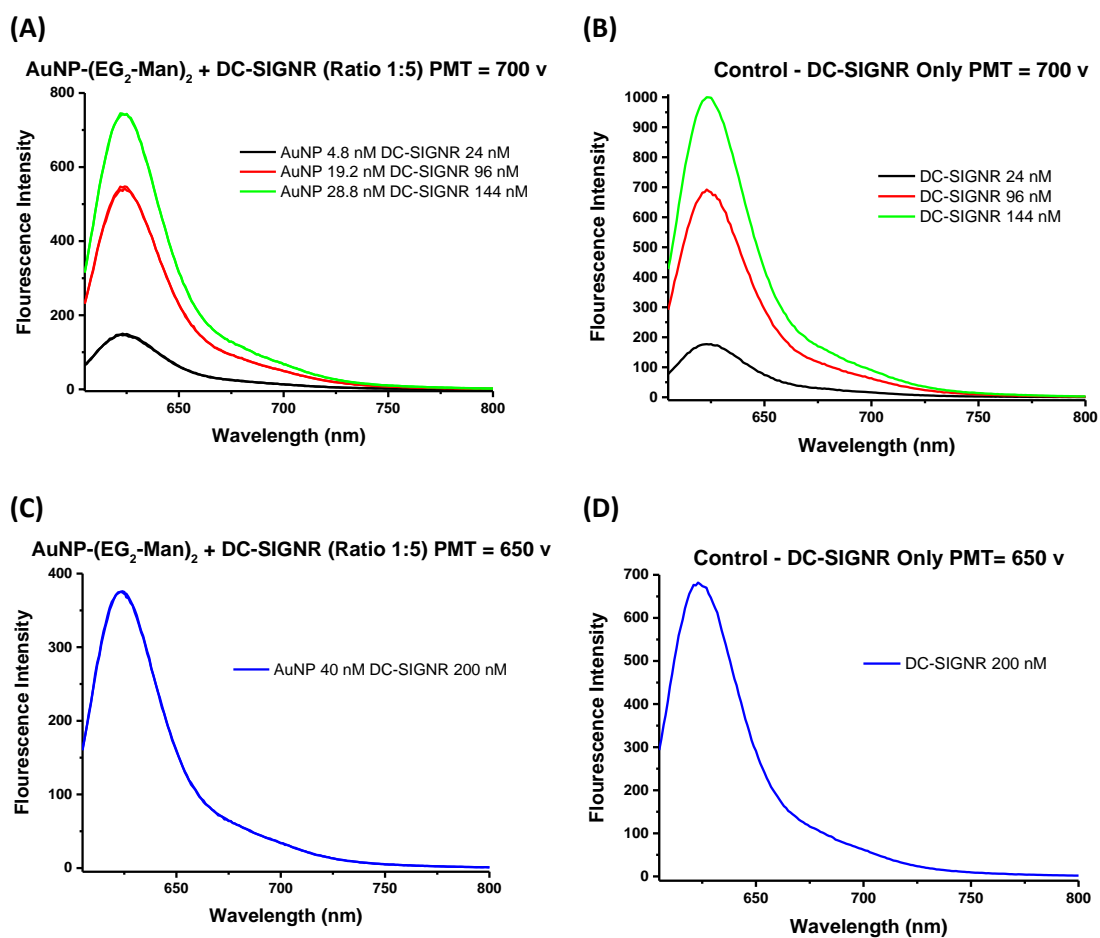 (A)
AuNP-(EG₂-Man)₂ + DC-SIGNR (Ratio 1:5) PMT = 700 v
800
600
400
200
0
650
700
750
800
Flourescence Intensity
Wavelength (nm)
AuNP 4.8 nM DC-SIGNR 24 nM
AuNP 19.2 nM DC-SIGNR 96 nM
AuNP 28.8 nM DC-SIGNR 144 nM
(B)
Control - DC-SIGNR Only PMT = 700 v
1000
900
800
700
600
500
400
300
200
100
0
650
700
750
800
Flourescence Intensity
Wavelength (nm)
DC-SIGNR 24 nM
DC-SIGNR 96 nM
DC-SIGNR 144 nM
(C)
AuNP-(EG₂-Man)₂ + DC-SIGNR (Ratio 1:5) PMT = 650 v
400
300
200
100
0
650
700
750
800
Flourescence Intensity
Wavelength (nm)
AuNP 40 nM DC-SIGNR 200 nM
(D)
Control - DC-SIGNR Only PMT= 650 v
700
600
500
400
300
200
100
0
650
700
750
800
Flourescence Intensity
Wavelength (nm)
DC-SIGNR 200 nM